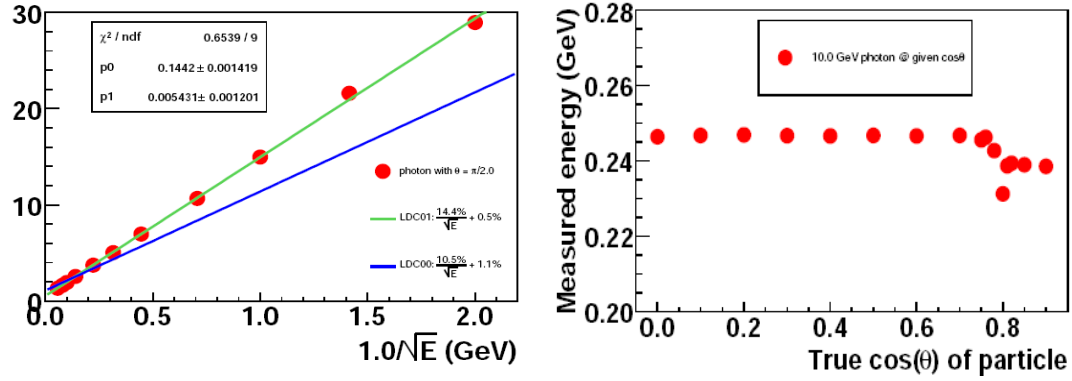 30
20
10
0
0.0 0.5 1.0 1.5 2.0
1.0/√E (GeV)
χ² / ndf 0.6539 / 9
p0 0.1442 ± 0.001419
p1 0.005431± 0.001201
photon with θ = π/2.0
LDC01: 14.4%/√E + 0.5%
LDC00: 10.5%/√E + 1.1%
Measured energy (GeV)
0.28
0.26
0.24
0.22
0.20
0.0 0.2 0.4 0.6 0.8
True cos(θ) of particle
10.0 GeV photon @ given cosθ